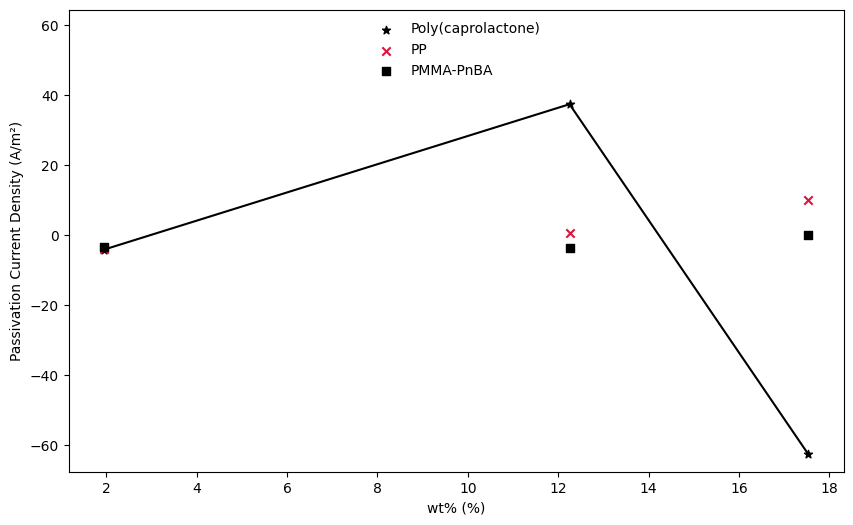 60
40
20
0
−20
−40
−60
Passivation Current Density (A/m²)
Poly(caprolactone)
PP
PMMA-PnBA
2 4 6 8 10 12 14 16 18
wt% (%)